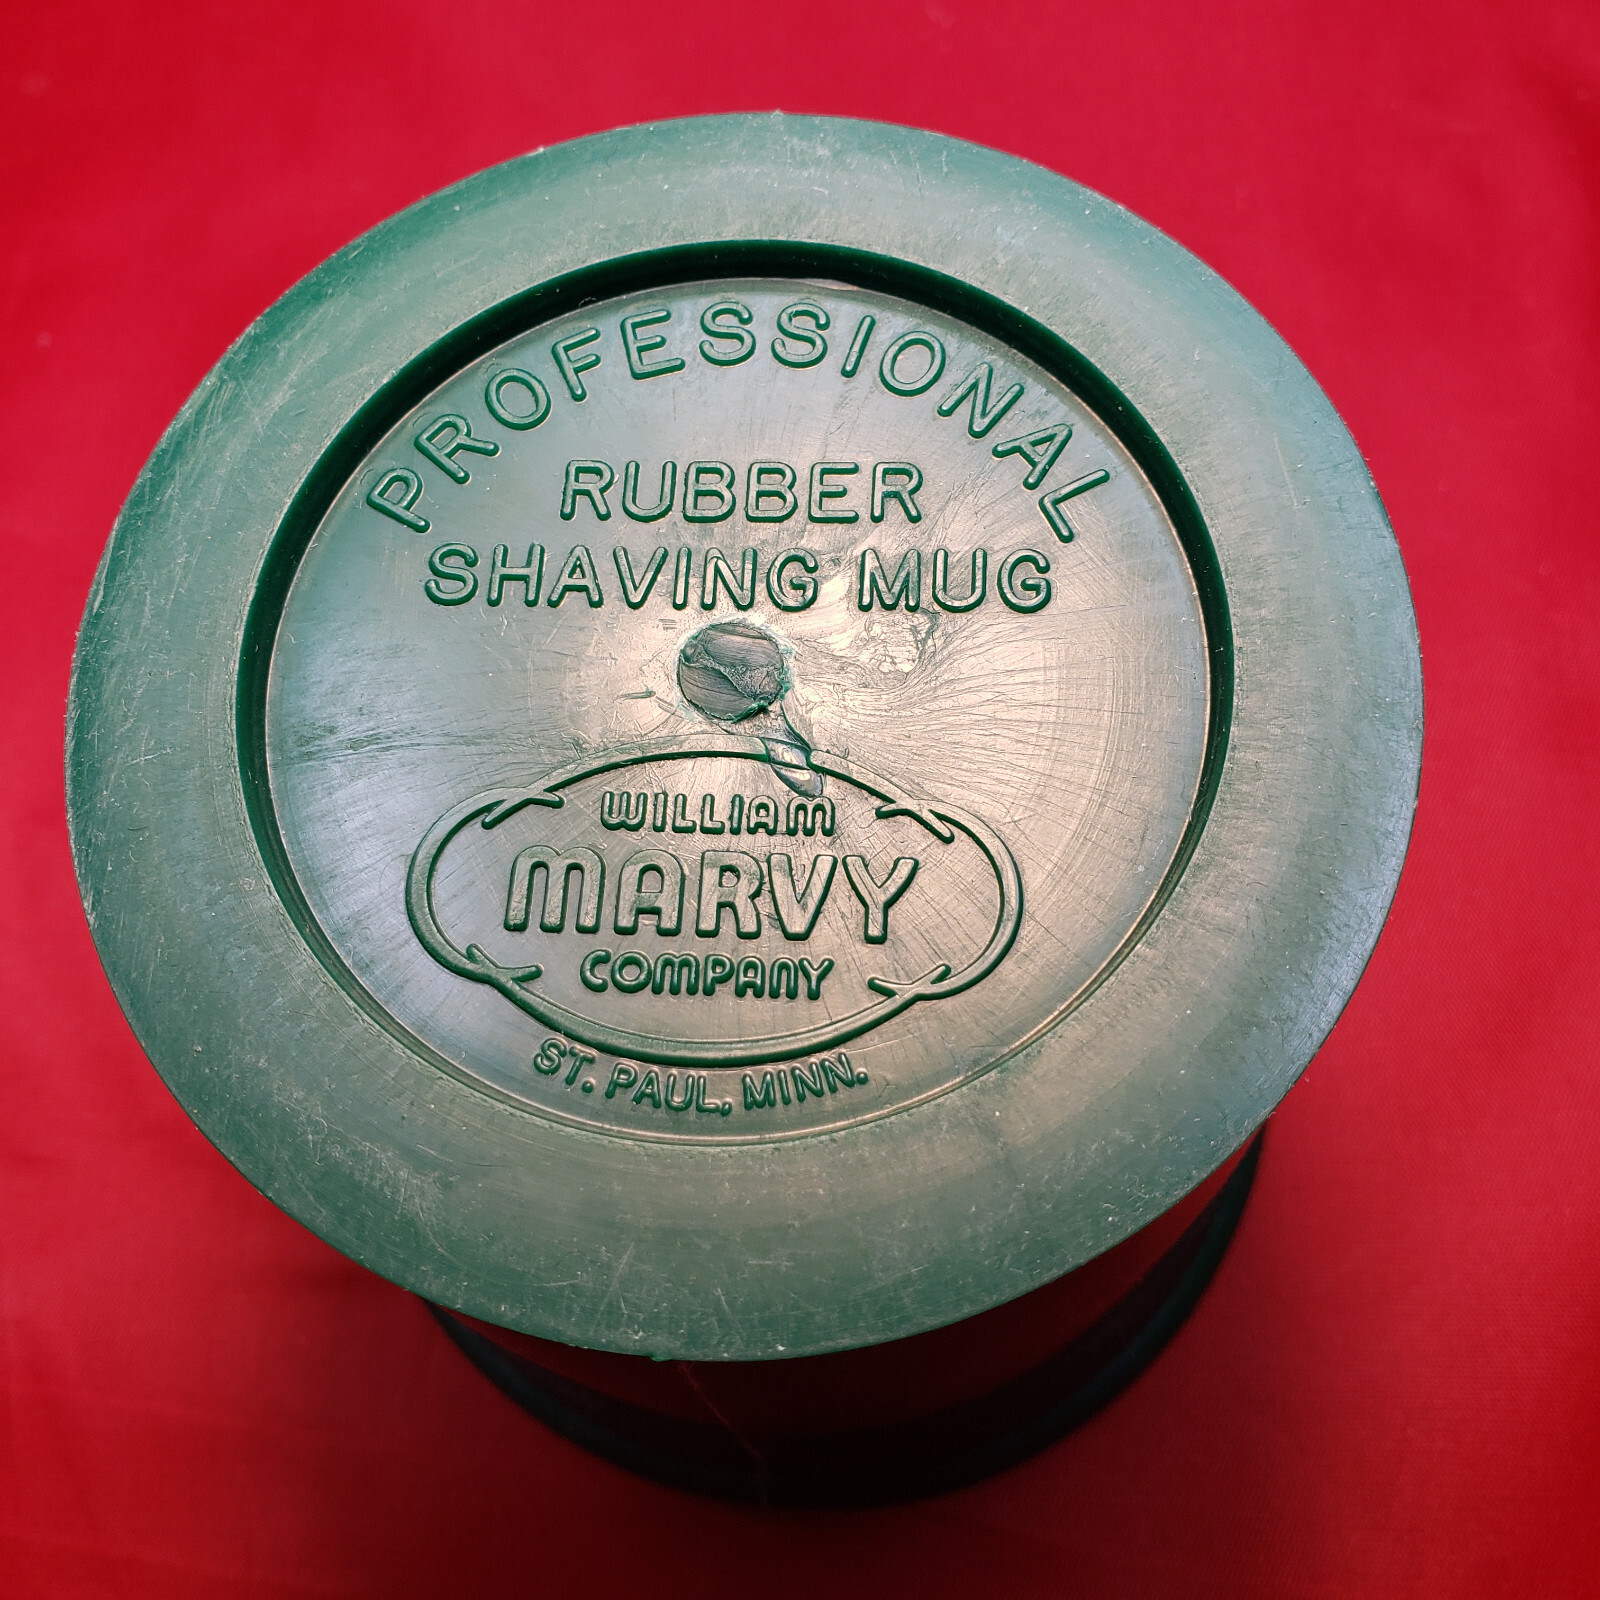 PROFESSIONAL
RUBBER
SHAVING MUG
WILLIAM
MARVY
COMPANY
ST. PAUL, MINN.